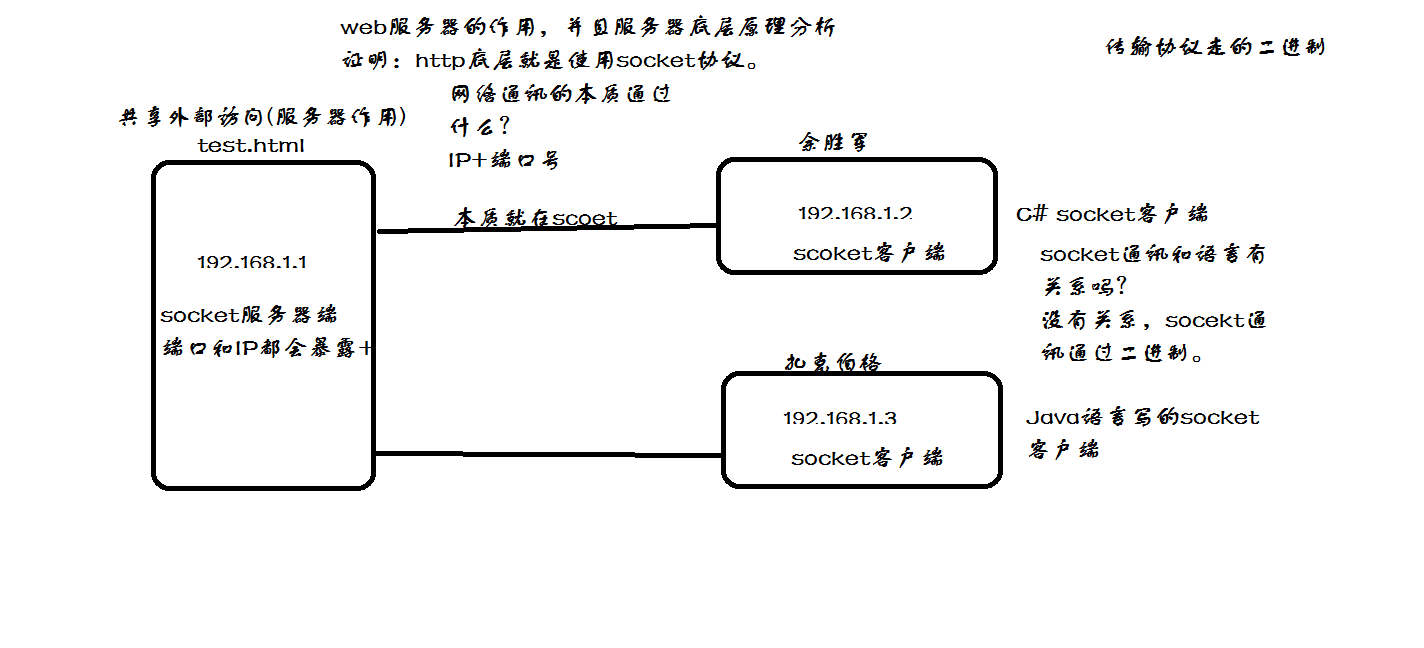 web服务器的作用，并且服务器底层原理分析
证明：http底层就是使用socket协议。
传输协议走的二进制
网络通讯的本质通过
什么？
IP+端口号
共享外部访问(服务器作用)
test.html
192.168.1.1
socket服务器端
端口和IP都会暴露+
本质就在scoet
余胜军
192.168.1.2
scoket客户端
C# socket客户端
socket通讯和语言有
关系吗？
没有关系，socekt通
讯通过二进制。
扎克伯格
192.168.1.3
socket客户端
Java语言写的socket
客户端